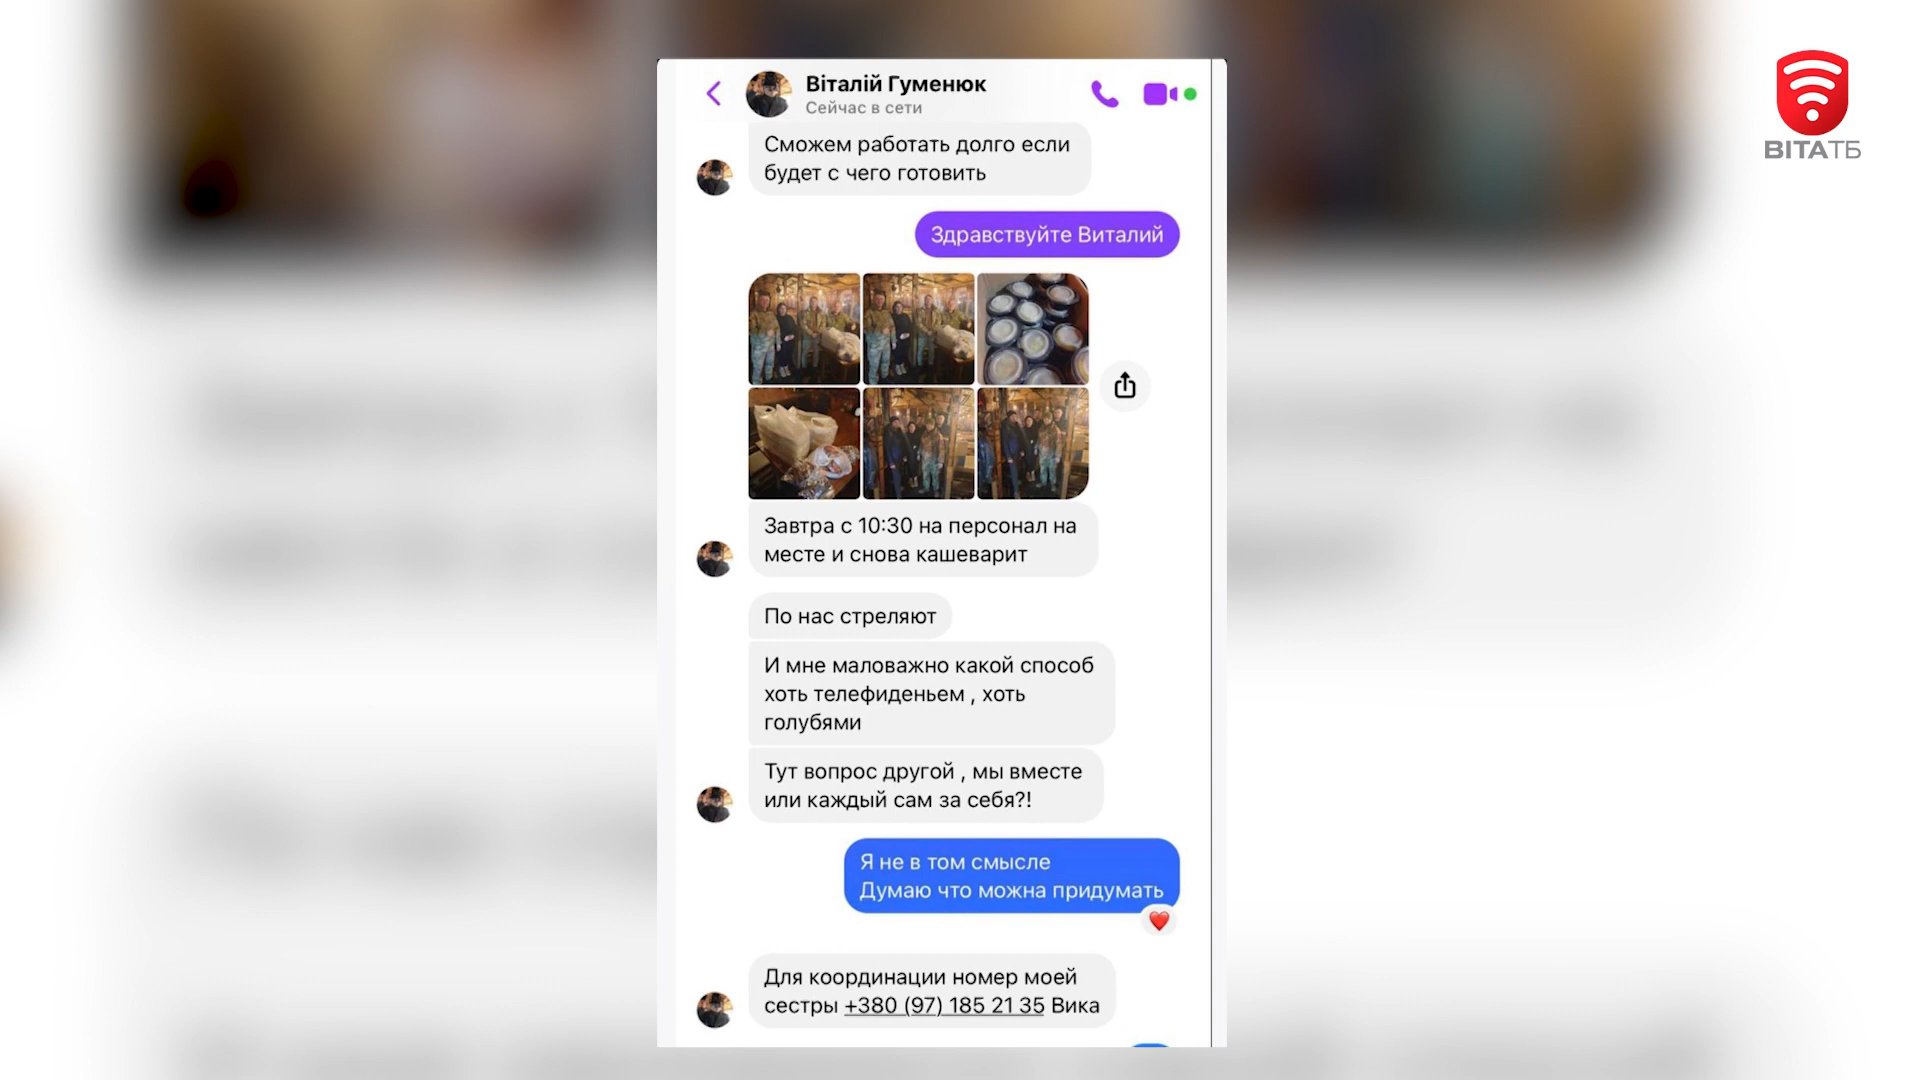 Віталій Гуменюк
Сейчас в сети
Сможем работать долго если
будет с чего готовить
Здравствуйте Виталий
Завтра с 10:30 на персонал на
месте и снова кашеварит
По нас стреляют
И мне маловажно какой способ
хоть телефиденьем , хоть
голубями
Тут вопрос другой , мы вместе
или каждый сам за себя?!
Я не в том смысле
Думаю что можна придумать
Для координации номер моей
сестры +380 (97) 185 21 35 Вика
ВІТАТБ